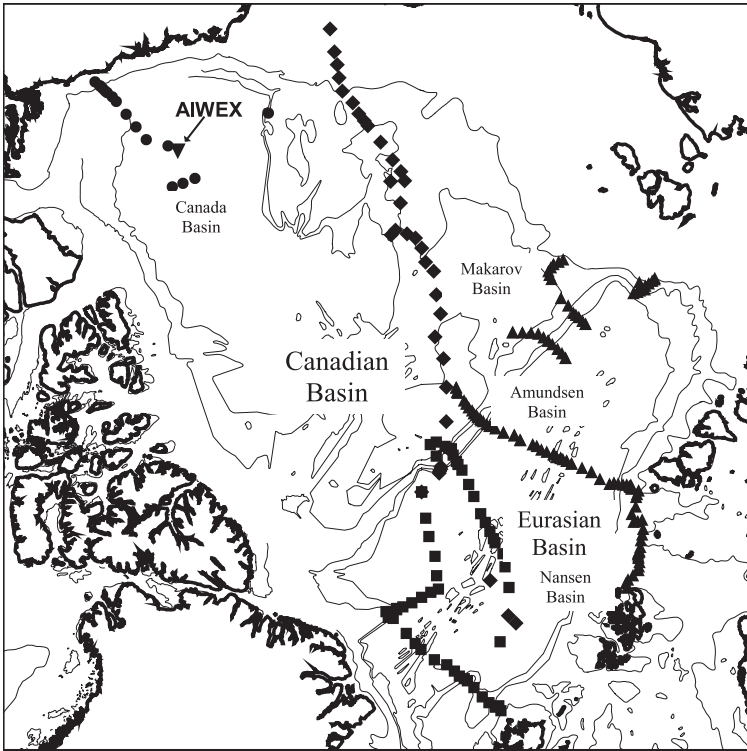 AIWEX
Canada
Basin
Makarov
Basin
Canadian
Basin
Amundsen
Basin
Eurasian
Basin
Nansen
Basin